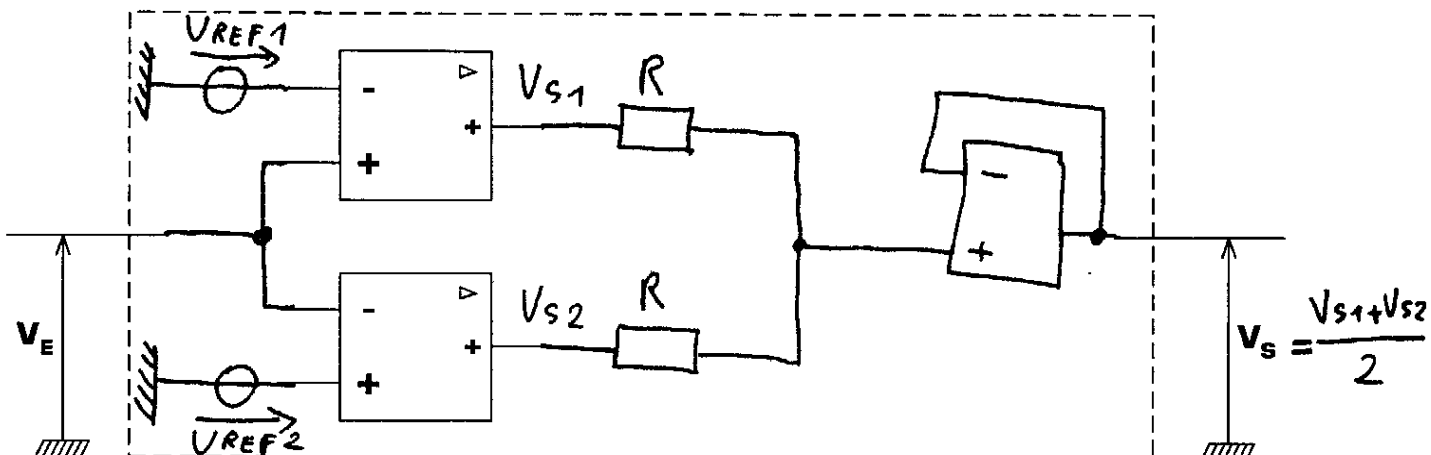 UREF1
-
+
+
VS1
R
-
+
VE
-
+
+
VS2
R
UREF2
VS = VS1+VS2
2